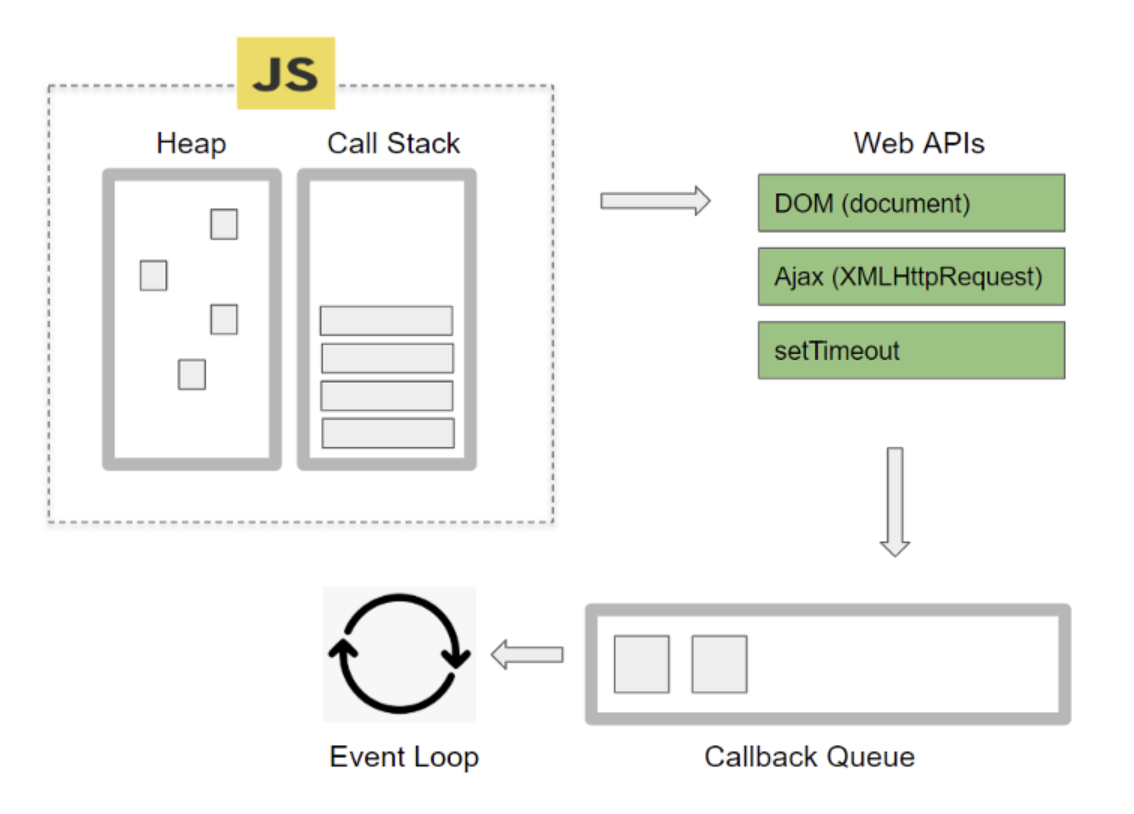 JS
Heap
Call Stack
Web APIs
DOM (document)
Ajax (XMLHttpRequest)
setTimeout
Event Loop
Callback Queue